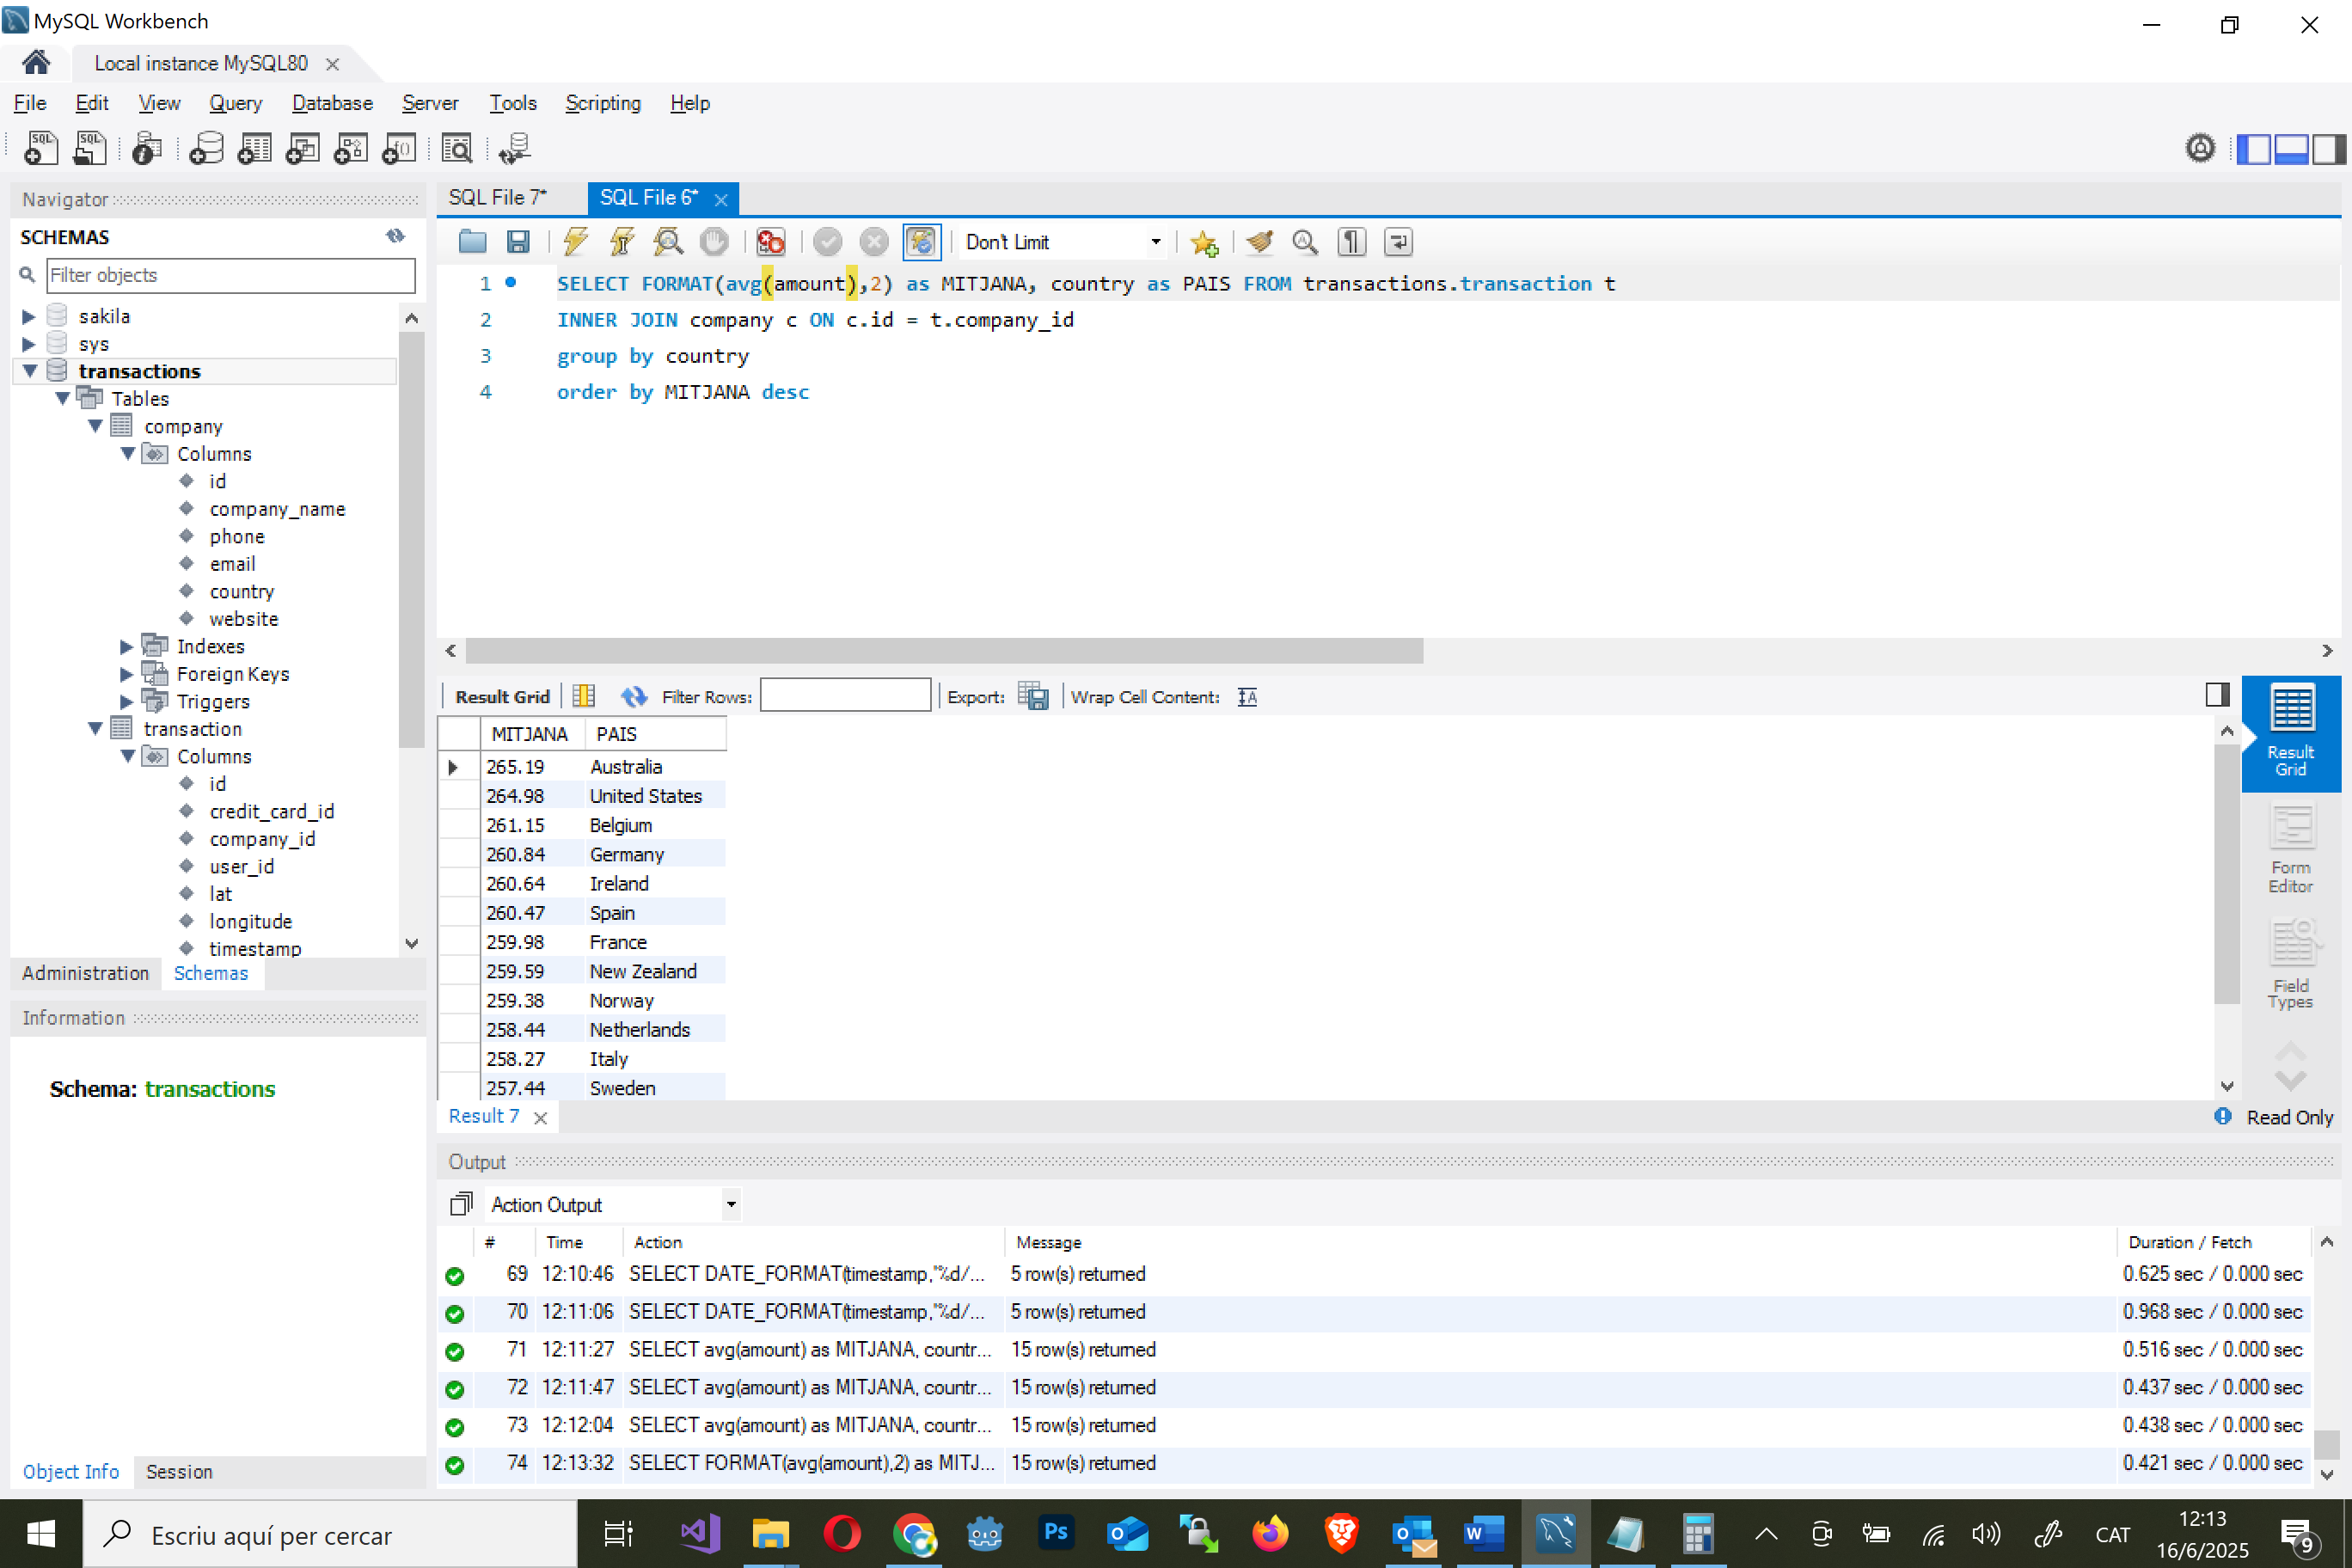 MySQL Workbench
Local instance MySQL80
File Edit View Query Database Server Tools Scripting Help
Navigator
SCHEMAS
Filter objects
sakila
sys
transactions
Tables
company
Columns
id
company_name
phone
email
country
website
Indexes
Foreign Keys
Triggers
transaction
Columns
id
credit_card_id
company_id
user_id
lat
longitude
timestamp
Administration Schemas
Information
Schema: transactions
Object Info Session
SQL File 7* SQL File 6*
Don't Limit
1 SELECT FORMAT(avg(amount),2) as MITJANA, country as PAIS FROM transactions.transaction t
2 INNER JOIN company c ON c.id = t.company_id
3 group by country
4 order by MITJANA desc
Result Grid Filter Rows: Export: Wrap Cell Content:
MITJANA PAIS
265.19 Australia
264.98 United States
261.15 Belgium
260.84 Germany
260.64 Ireland
260.47 Spain
259.98 France
259.59 New Zealand
259.38 Norway
258.44 Netherlands
258.27 Italy
257.44 Sweden
Result Grid
Form Editor
Field Types
Result 7
Read Only
Output
Action Output
# Time Action Message Duration / Fetch
69 12:10:46 SELECT DATE_FORMAT(timestamp,"%d/... 5 row(s) returned 0.625 sec / 0.000 sec
70 12:11:06 SELECT DATE_FORMAT(timestamp,"%d/... 5 row(s) returned 0.968 sec / 0.000 sec
71 12:11:27 SELECT avg(amount) as MITJANA, countr... 15 row(s) returned 0.516 sec / 0.000 sec
72 12:11:47 SELECT avg(amount) as MITJANA, countr... 15 row(s) returned 0.437 sec / 0.000 sec
73 12:12:04 SELECT avg(amount) as MITJANA, countr... 15 row(s) returned 0.438 sec / 0.000 sec
74 12:13:32 SELECT FORMAT(avg(amount),2) as MITJ... 15 row(s) returned 0.421 sec / 0.000 sec
Escriu aquí per cercar
CAT
12:13
16/6/2025
9